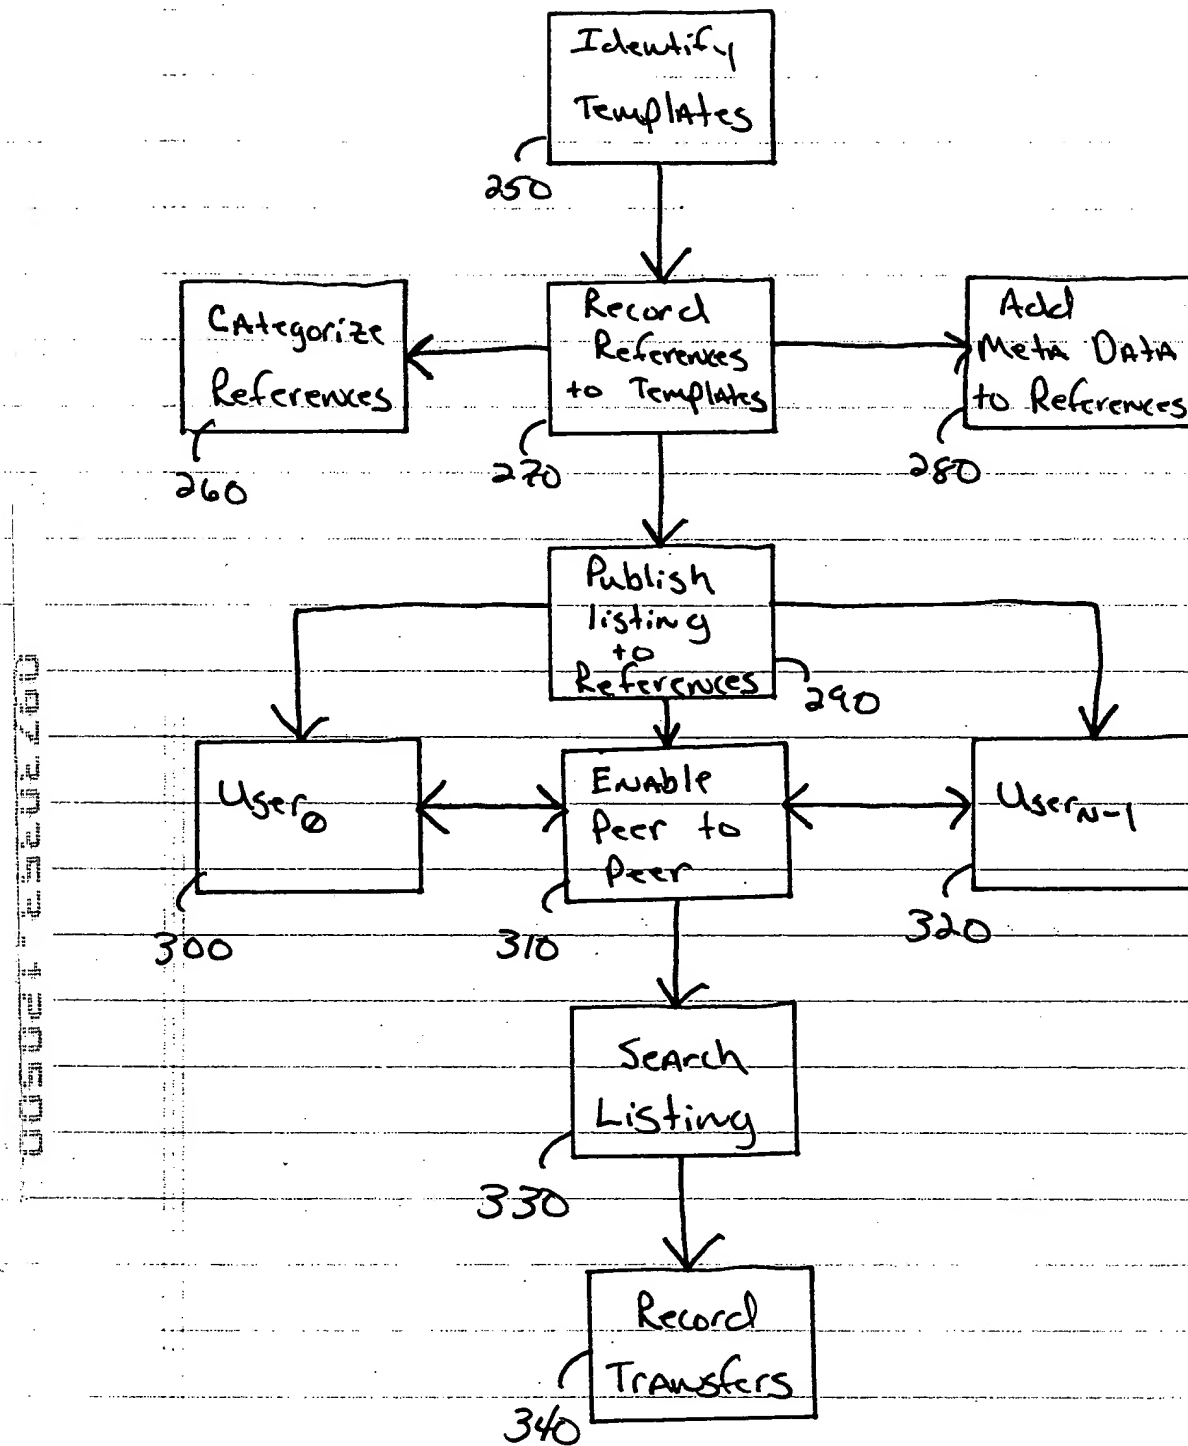 Identify
Templates
250
Categorize
References
260
Record
References
to Templates
270
Add
Meta Data
to References
280
Publish
listing
to
References
290
User0
300
Enable
Peer to
Peer
310
UserN-1
320
Search
Listing
330
Record
Transfers
340